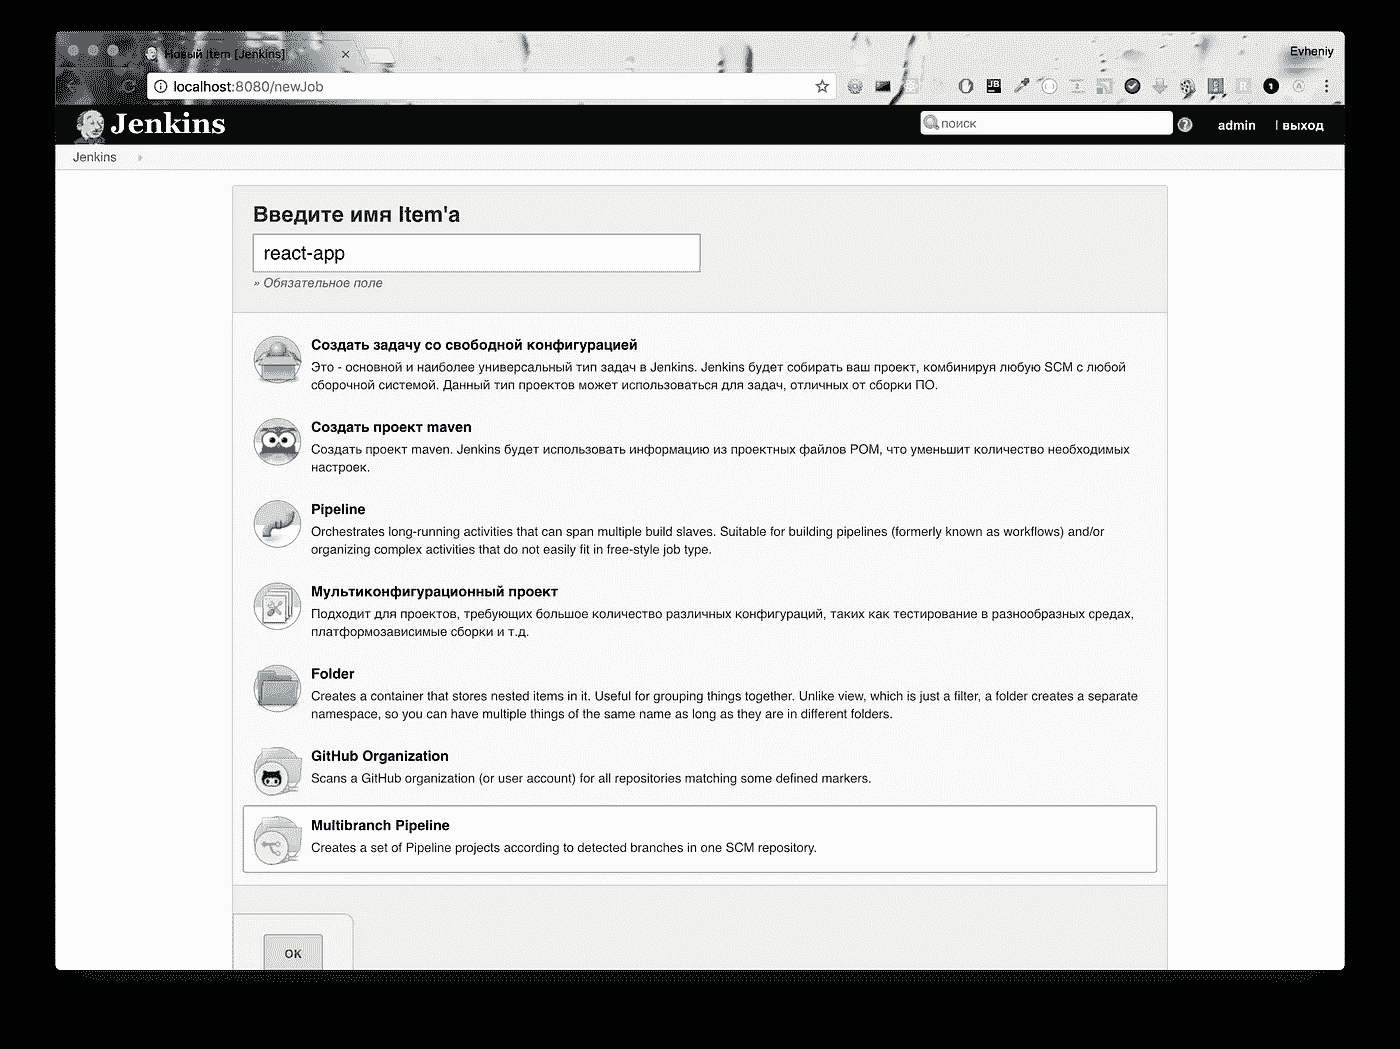 Новый Item [Jenkins]
Evheniy
localhost:8080/newJob
Jenkins
поиск
admin
| выход
Jenkins
Введите имя Item'а
react-app
» Обязательное поле
Создать задачу со свободной конфигурацией
Это - основной и наиболее универсальный тип задач в Jenkins. Jenkins будет собирать ваш проект, комбинируя любую SCM с любой
сборочной системой. Данный тип проектов может использоваться для задач, отличных от сборки ПО.
Создать проект maven
Создать проект maven. Jenkins будет использовать информацию из проектных файлов POM, что уменьшит количество необходимых
настроек.
Pipeline
Orchestrates long-running activities that can span multiple build slaves. Suitable for building pipelines (formerly known as workflows) and/or
organizing complex activities that do not easily fit in free-style job type.
Мультиконфигурационный проект
Подходит для проектов, требующих большое количество различных конфигураций, таких как тестирование в разнообразных средах,
платформозависимые сборки и т.д.
Folder
Creates a container that stores nested items in it. Useful for grouping things together. Unlike view, which is just a filter, a folder creates a separate
namespace, so you can have multiple things of the same name as long as they are in different folders.
GitHub Organization
Scans a GitHub organization (or user account) for all repositories matching some defined markers.
Multibranch Pipeline
Creates a set of Pipeline projects according to detected branches in one SCM repository.
OK